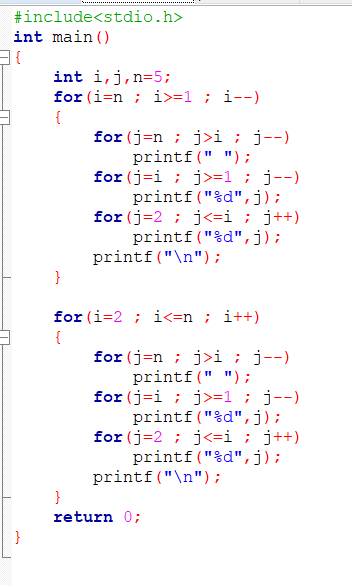 #include<stdio.h>
int main()
{
    int i,j,n=5;
    for(i=n ; i>=1 ; i--)
    {
        for(j=n ; j>i ; j--)
            printf(" ");
        for(j=i ; j>=1 ; j--)
            printf("%d",j);
        for(j=2 ; j<=i ; j++)
            printf("%d",j);
        printf("\n");
    }

    for(i=2 ; i<=n ; i++)
    {
        for(j=n ; j>i ; j--)
            printf(" ");
        for(j=i ; j>=1 ; j--)
            printf("%d",j);
        for(j=2 ; j<=i ; j++)
            printf("%d",j);
        printf("\n");
    }
    return 0;
}